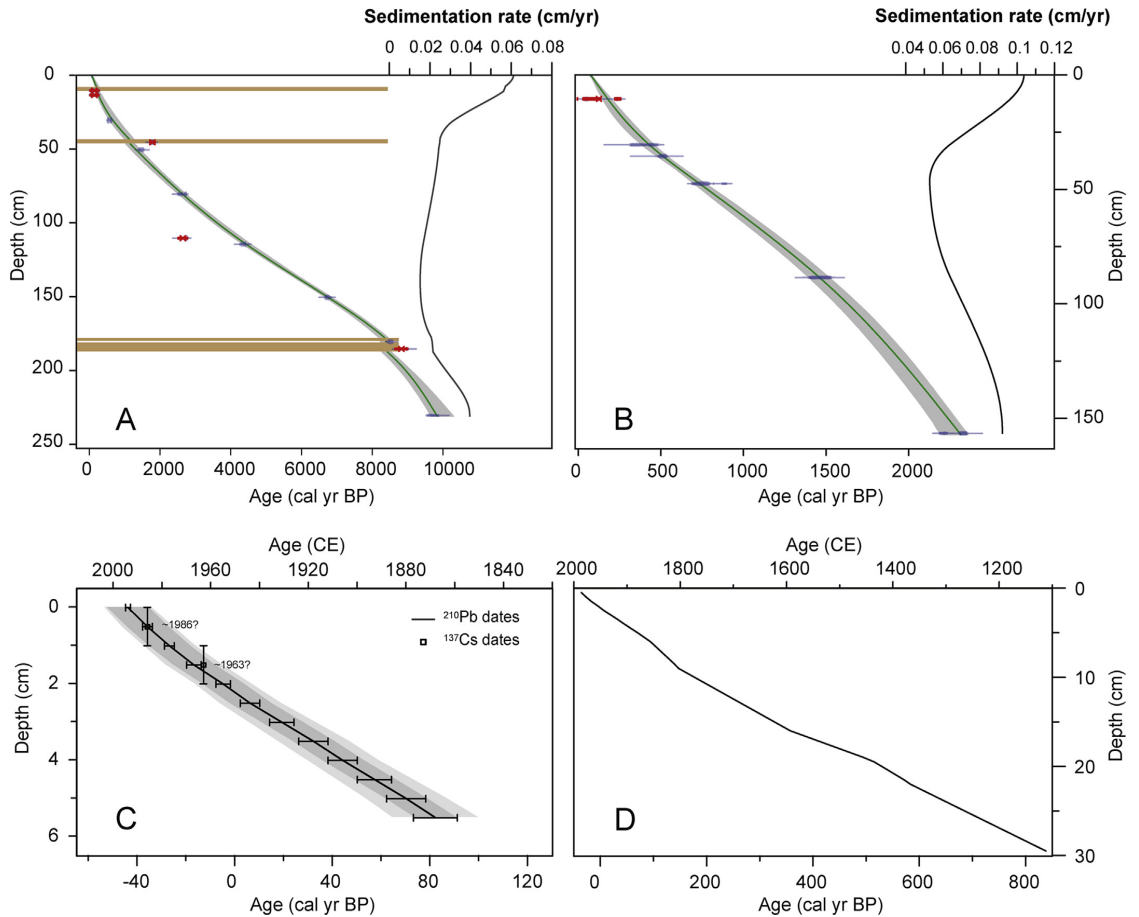 Sedimentation rate (cm/yr)
0 0.02 0.04 0.06 0.08
0
50
100
150
200
250
Depth (cm)
A
0 2000 4000 6000 8000 10000
Age (cal yr BP)
Sedimentation rate (cm/yr)
0.04 0.06 0.08 0.1 0.12
0
50
100
150
Depth (cm)
B
0 500 1000 1500 2000
Age (cal yr BP)
Age (CE)
2000 1960 1920 1880 1840
0
2
4
6
Depth (cm)
~1986?
~1963?
210Pb dates
137Cs dates
C
-40 0 40 80 120
Age (cal yr BP)
Age (CE)
2000 1800 1600 1400 1200
0
10
20
30
Depth (cm)
D
0 200 400 600 800
Age (cal yr BP)